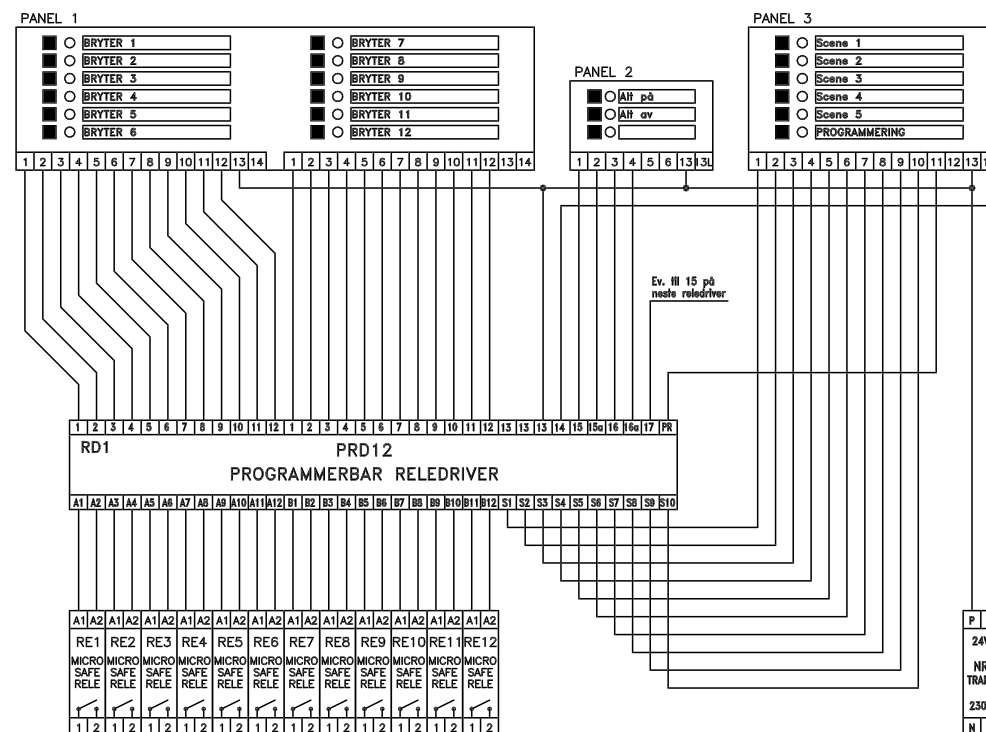 PANEL 1
BRYTER 1
BRYTER 2
BRYTER 3
BRYTER 4
BRYTER 5
BRYTER 6
BRYTER 7
BRYTER 8
BRYTER 9
BRYTER 10
BRYTER 11
BRYTER 12
1 2 3 4 5 6 7 8 9 10 11 12 13 14
1 2 3 4 5 6 7 8 9 10 11 12 13 14
PANEL 2
Alt på
Alt av
1 2 3 4 5 6 13 13L
PANEL 3
Scene 1
Scene 2
Scene 3
Scene 4
Scene 5
PROGRAMMERING
1 2 3 4 5 6 7 8 9 10 11 12 13
Ev. til 15 på
neste reledriver
1 2 3 4 5 6 7 8 9 10 11 12 1 2 3 4 5 6 7 8 9 10 11 12 13 13 13 14 15 15a 16 16a 17 PR
RD1
PRD12
PROGRAMMERBAR RELEDRIVER
A1 A2 A3 A4 A5 A6 A7 A8 A9 A10 A11 A12 B1 B2 B3 B4 B5 B6 B7 B8 B9 B10 B11 B12 S1 S2 S3 S4 S5 S6 S7 S8 S9 S10
A1 A2 A1 A2 A1 A2 A1 A2 A1 A2 A1 A2 A1 A2 A1 A2 A1 A2 A1 A2 A1 A2 A1 A2
RE1 RE2 RE3 RE4 RE5 RE6 RE7 RE8 RE9 RE10 RE11 RE12
MICRO MICRO MICRO MICRO MICRO MICRO MICRO MICRO MICRO MICRO MICRO MICRO
SAFE SAFE SAFE SAFE SAFE SAFE SAFE SAFE SAFE SAFE SAFE SAFE
RELE RELE RELE RELE RELE RELE RELE RELE RELE RELE RELE RELE
1 2 1 2 1 2 1 2 1 2 1 2 1 2 1 2 1 2 1 2 1 2 1 2
P
24V
NR
230
N